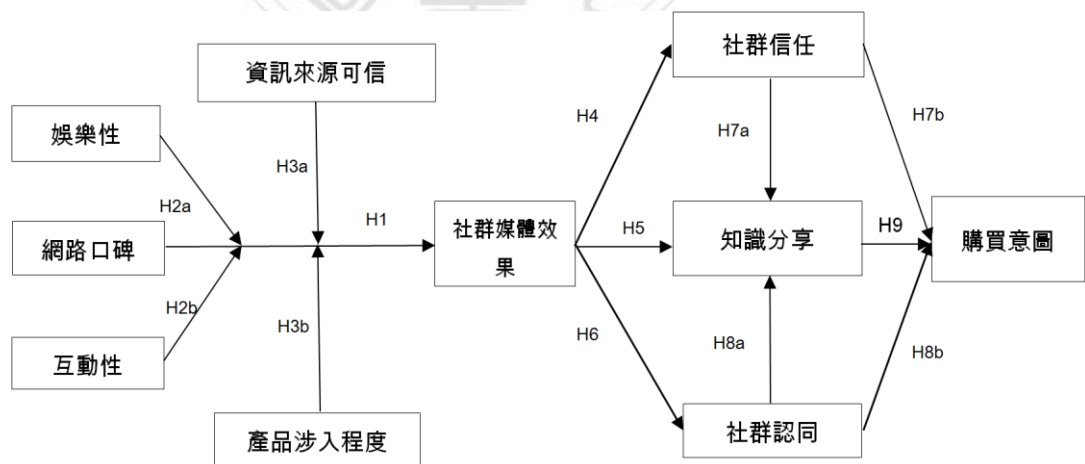 社群信任
資訊來源可信
H4
H7b
娛樂性
H7a
H3a
H2a
H1
網路口碑
社群媒體效
果
H5
知識分享
H9
購買意圖
H2b
H3b
H6
互動性
H8a
H8b
產品涉入程度
社群認同